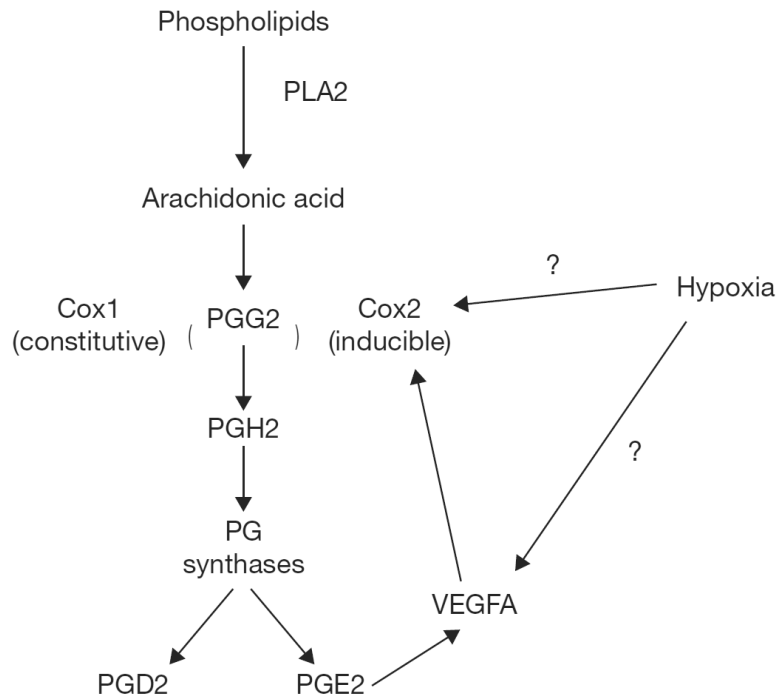 Phospholipids
PLA2
Arachidonic acid
?
Hypoxia
Cox1
(constitutive)
( PGG2 )
Cox2
(inducible)
PGH2
?
PG
synthases
VEGFA
PGD2
PGE2